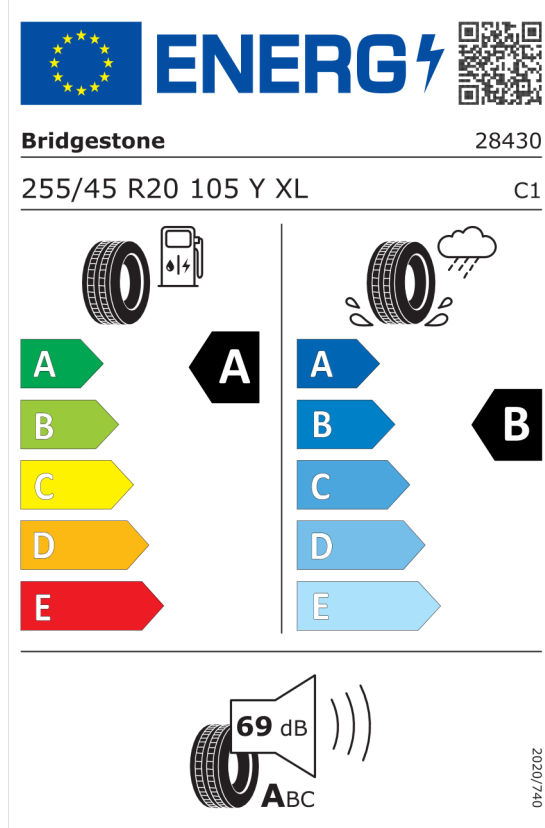 ENERG
Bridgestone 28430
255/45 R20 105 Y XL C1
A A A
B B B
C C
D D
E E
69 dB
ABC
2020/740